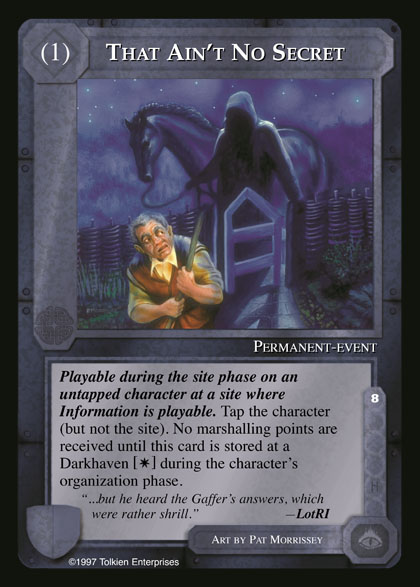 (1)
THAT AIN'T NO SECRET
PERMANENT-EVENT
Playable during the site phase on an
untapped character at a site where
Information is playable. Tap the character
(but not the site). No marshalling points are
received until this card is stored at a
Darkhaven [✷] during the character's
organization phase.
8
"...but he heard the Gaffer's answers, which
were rather shrill." –LotRI
H
ART BY PAT MORRISSEY
©1997 Tolkien Enterprises